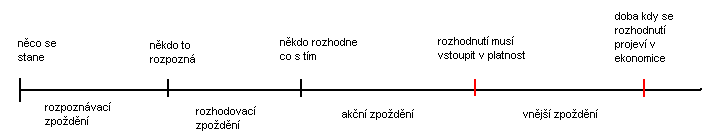 něco se
stane
někdo to
rozpozná
někdo rozhodne
co s tím
rozhodnutí musí
vstoupit v platnost
doba kdy se
rozhodnutí
projeví v
ekonomice
rozpoznávací
zpoždění
rozhodovací
zpoždění
akční zpoždění
vnější zpoždění